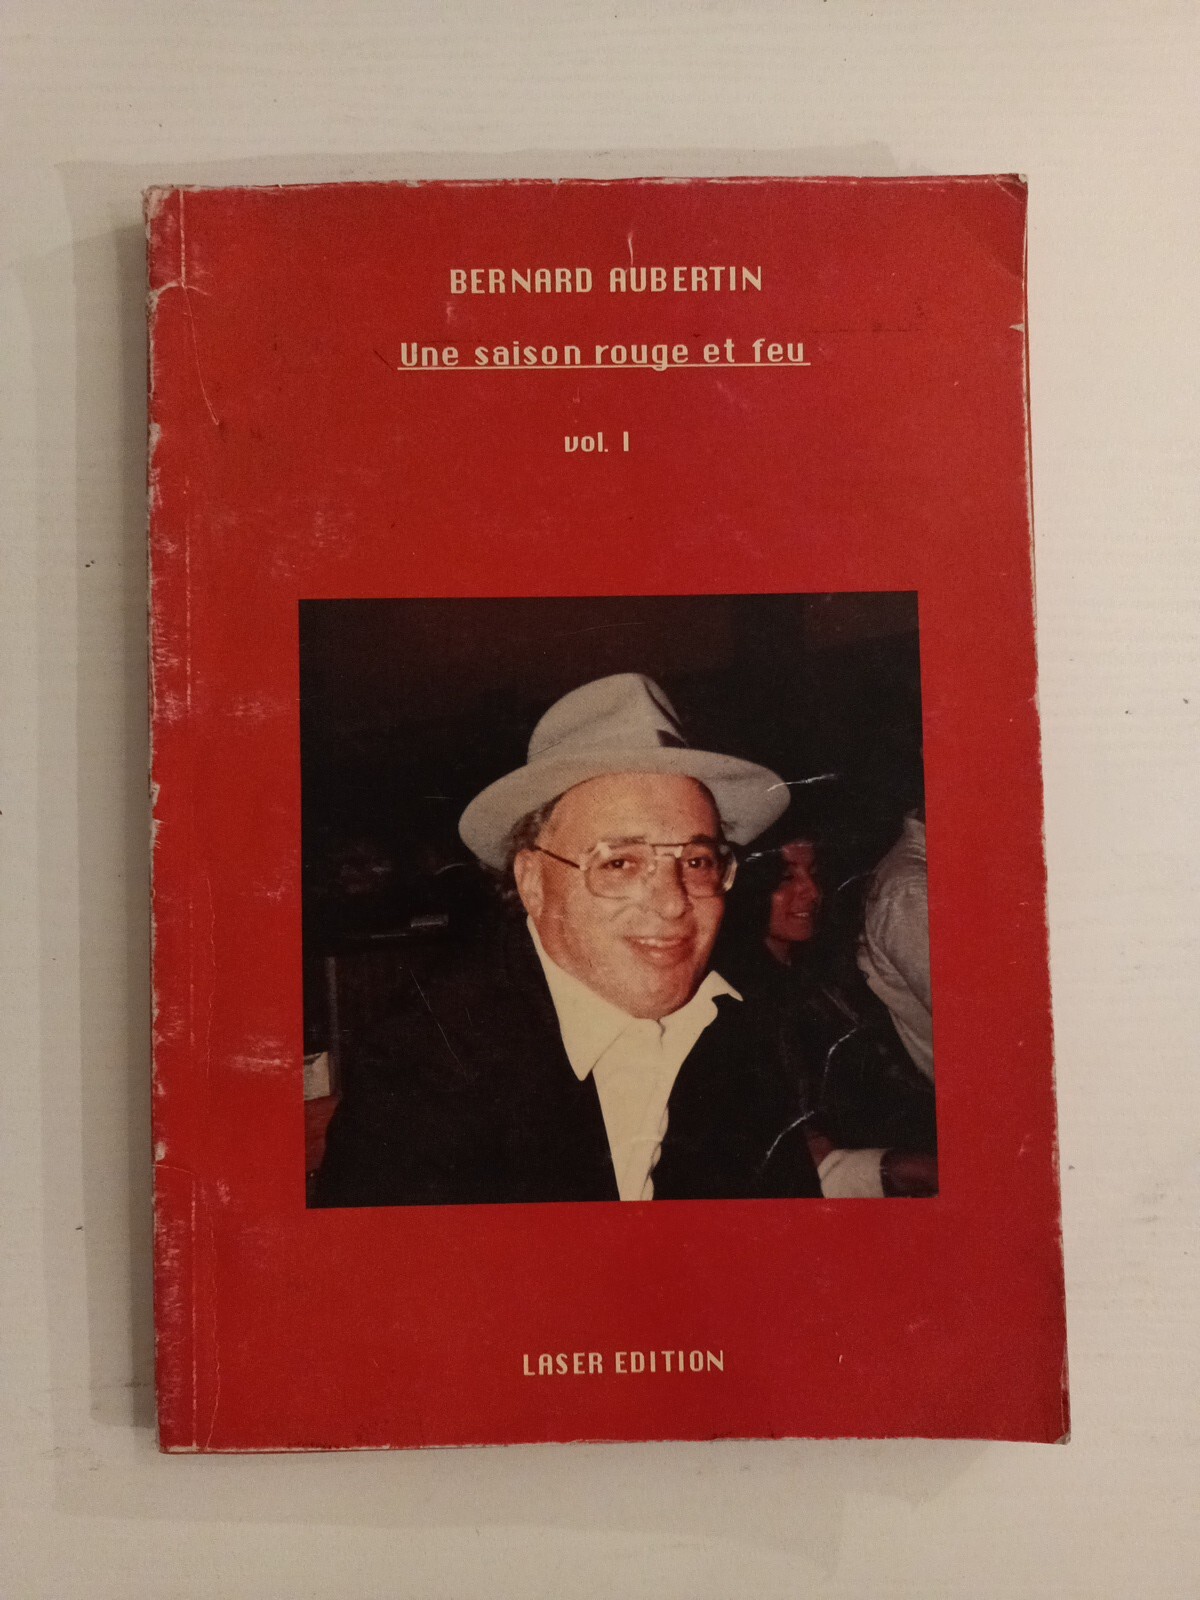 BERNARD AUBERTIN
Une saison rouge et feu
vol. I
LASER EDITION